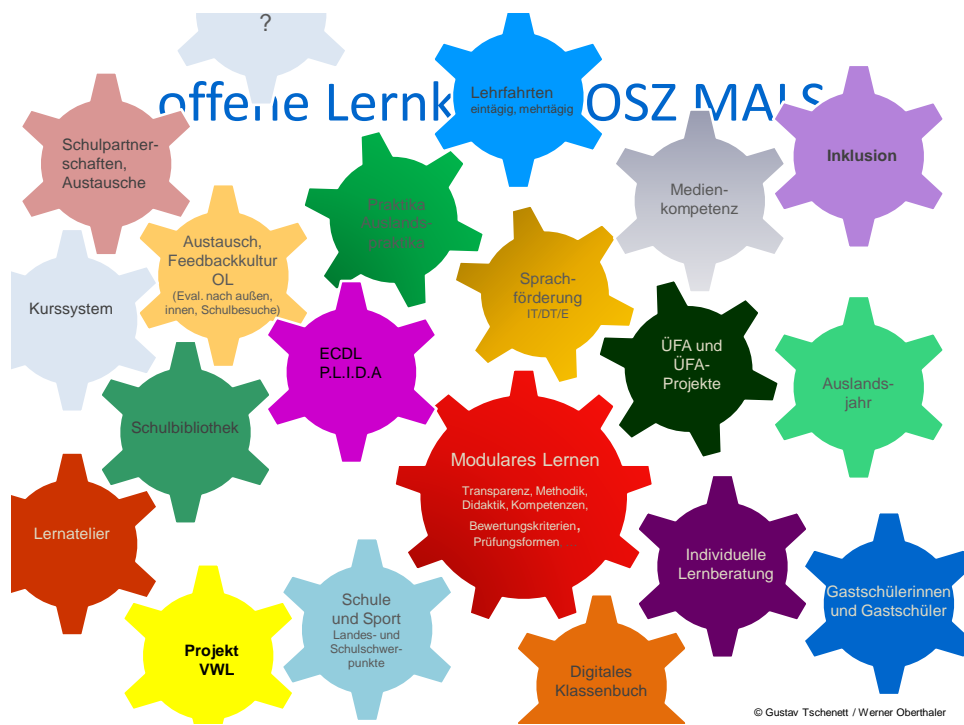 ?
offene Lernk OSZ MALS
Lehrfahrten
eintägig, mehrtägig
Schulpartner-
schaften,
Austausche
Inklusion
Medien-
kompetenz
Praktika
Auslands-
praktika
Austausch,
Feedbackkultur
OL
(Eval. nach außen,
innen, Schulbesuche)
Sprach-
förderung
IT/DT/E
Kurssystem
ECDL
P.L.I.D.A
ÜFA und
ÜFA-
Projekte
Auslands-
jahr
Schulbibliothek
Modulares Lernen
Transparenz, Methodik,
Didaktik, Kompetenzen,
Bewertungskriterien,
Prüfungsformen
Lernatelier
Individuelle
Lernberatung
Gastschülerinnen
und Gastschüler
Schule
und Sport
Landes- und
Schulschwer-
punkte
Projekt
VWL
Digitales
Klassenbuch
© Gustav Tschenett / Werner Oberthaler